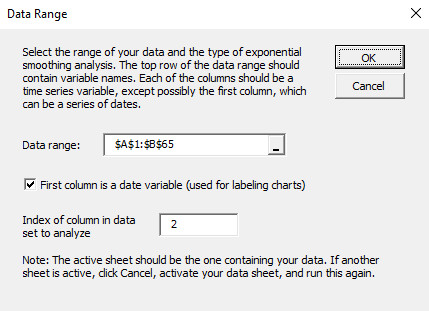 Data Range
Select the range of your data and the type of exponential
smoothing analysis. The top row of the data range should
contain variable names. Each of the columns should be a
time series variable, except possibly the first column, which
can be a series of dates.
OK
Cancel
Data range: $A$1:$B$65
First column is a date variable (used for labeling charts)
Index of column in data
set to analyze
2
Note: The active sheet should be the one containing your data. If another
sheet is active, click Cancel, activate your data sheet, and run this again.